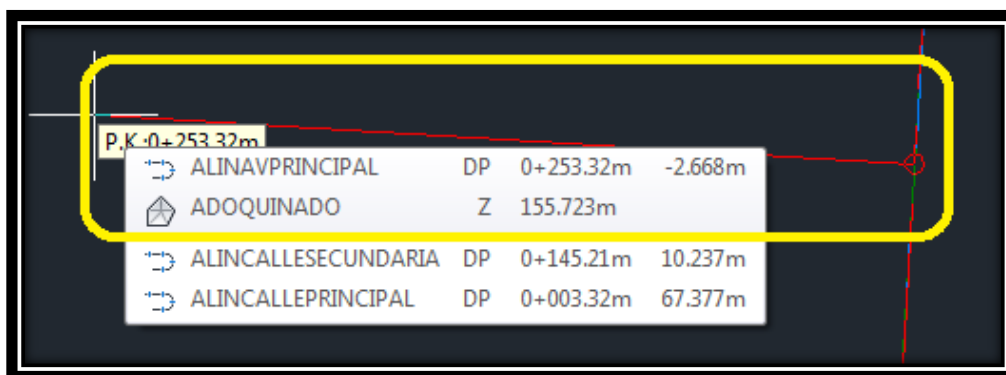 P.K.:0+253.32m
ALINAVPRINCIPAL DP 0+253.32m -2.668m
ADOQUINADO Z 155.723m
ALINCALLESECUNDARIA DP 0+145.21m 10.237m
ALINCALLEPRINCIPAL DP 0+003.32m 67.377m